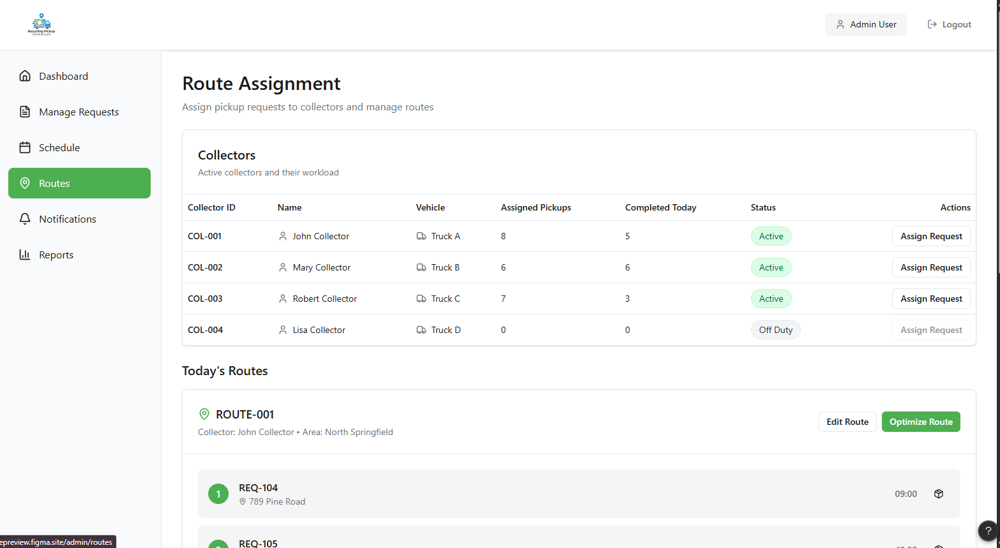 Recycling Pickup
SCHEDULER
Admin User
Logout
Dashboard
Manage Requests
Schedule
Routes
Notifications
Reports
Route Assignment
Assign pickup requests to collectors and manage routes
Collectors
Active collectors and their workload
Collector ID Name Vehicle Assigned Pickups Completed Today Status Actions
COL-001 John Collector Truck A 8 5 Active Assign Request
COL-002 Mary Collector Truck B 6 6 Active Assign Request
COL-003 Robert Collector Truck C 7 3 Active Assign Request
COL-004 Lisa Collector Truck D 0 0 Off Duty Assign Request
Today's Routes
ROUTE-001
Collector: John Collector • Area: North Springfield
Edit Route
Optimize Route
1
REQ-104
789 Pine Road
09:00
REQ-105
?
epreview.figma.site/admin/routes